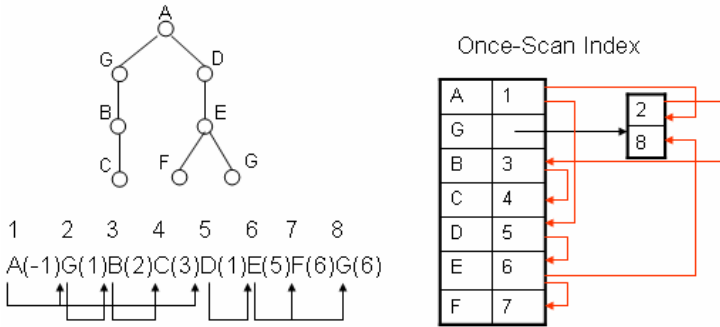 A
G D
B E
C F G
1 2 3 4 5 6 7 8
A(-1)G(1)B(2)C(3)D(1)E(5)F(6)G(6)
Once-Scan Index
A 1
G
B 3
C 4
D 5
E 6
F 7
2
8